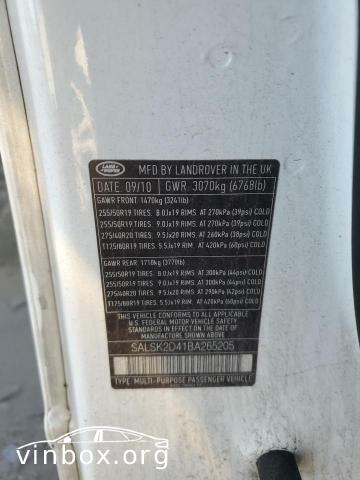 LAND ROVER
MFD BY LANDROVER IN THE UK
DATE: 09/10 GWR 3070kg (6768lb)
GAWR FRONT: 1470kg (3241lb)
255/50R19 TIRES. 8.0Jx19 RIMS. AT 270kPa (39psi) COLD
255/50R19 TIRES. 9.0Jx19 RIMS. AT 270kPa (39psi) COLD
275/40R20 TIRES. 9.5Jx20 RIMS. AT 260kPa (38psi) COLD
T175/80R19 TIRES. 5.5Jx19 RIM. AT 420kPa (60psi) COLD
GAWR REAR: 1710kg (3770lb)
255/50R19 TIRES. 8.0Jx19 RIMS. AT 300kPa (44psi) COLD
255/50R19 TIRES. 9.0Jx19 RIMS. AT 300kPa (44psi) COLD
275/40R20 TIRES. 9.5Jx20 RIMS. AT 290kPa (42psi) COLD
T175/80R19 TIRES. 5.5Jx19 RIM. AT 420kPa (60psi) COLD
THIS VEHICLE CONFORMS TO ALL APPLICABLE
U.S. FEDERAL MOTOR VEHICLE SAFETY STANDARDS
IN EFFECT ON THE DATE OF MANUFACTURE SHOWN ABOVE
SALSK2D41BA265205
TYPE: MULTI-PURPOSE PASSENGER VEHICLE
vinbox.org